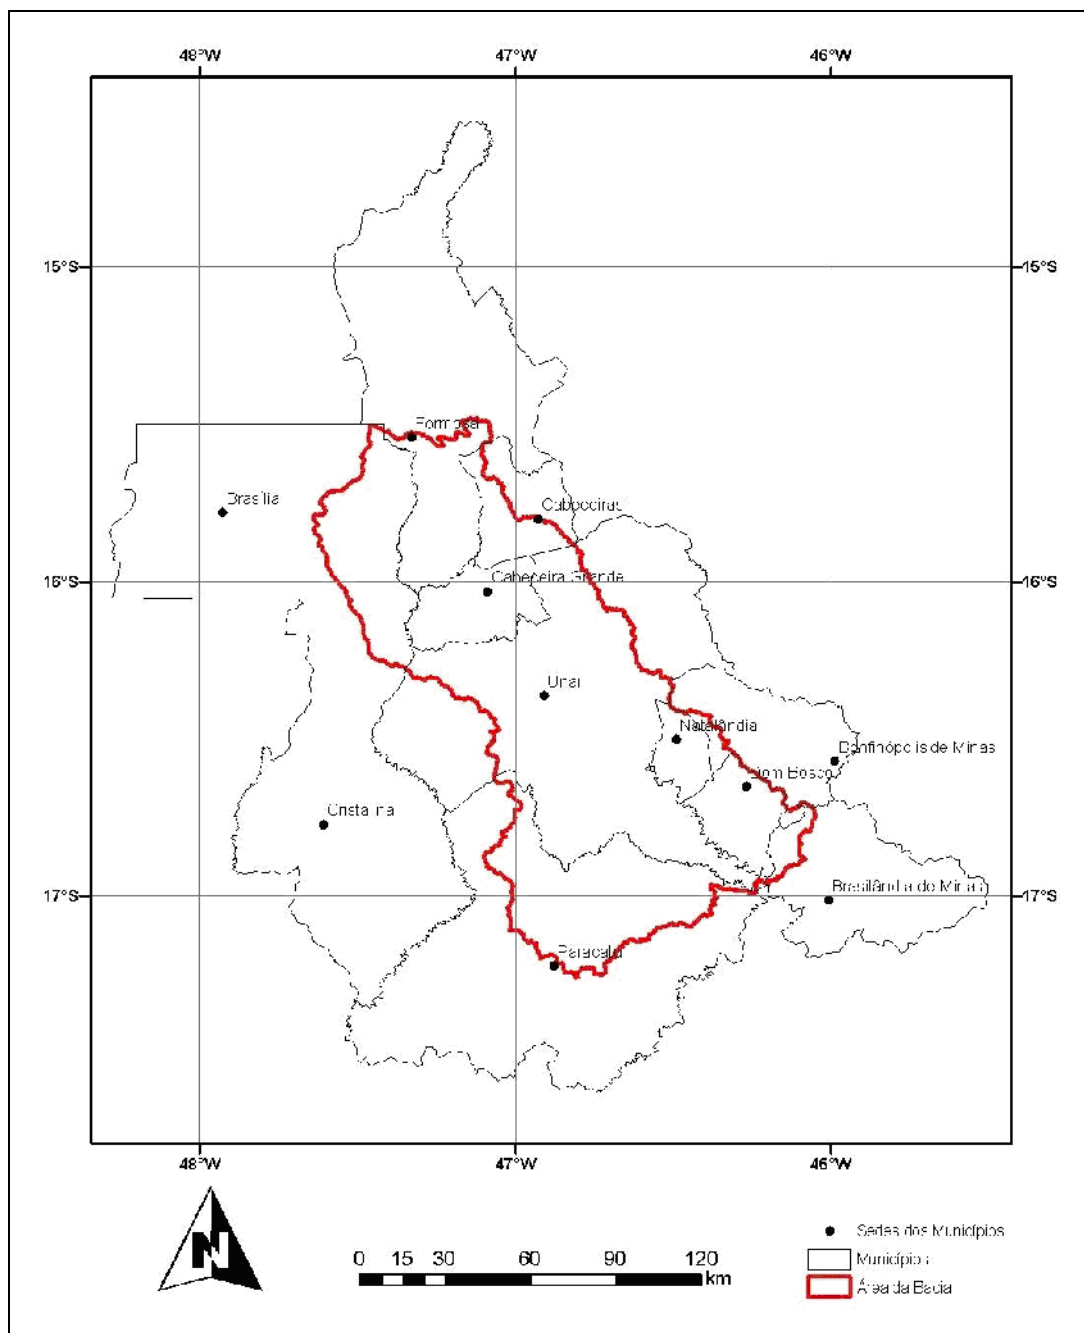 48°W 47°W 46°W
15°S 15°S
Formosa
Brasília
Cabeceiras
16°S 16°S
Cabeceira Grande
Unaí
Natalândia
Bonfinópolis de Minas
Dom Bosco
Cristalina
17°S 17°S
Brasilândia de Minas
Paracatu
48°W 47°W 46°W
N
0 15 30 60 90 120
km
Sedes dos Municípios
Municípios
Área da Bacia